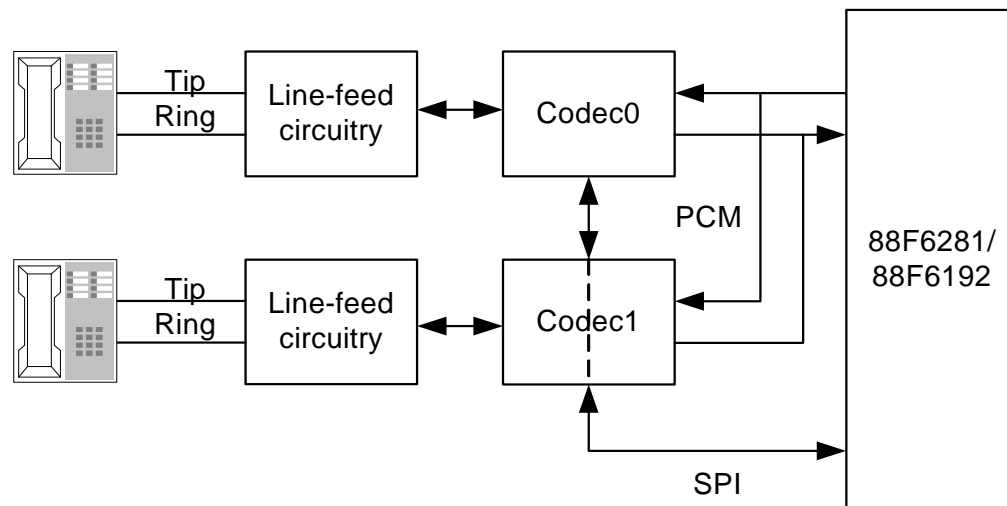 Tip
Ring
Line-feed
circuitry
Codec0
PCM
88F6281/
88F6192
Tip
Ring
Line-feed
circuitry
Codec1
SPI